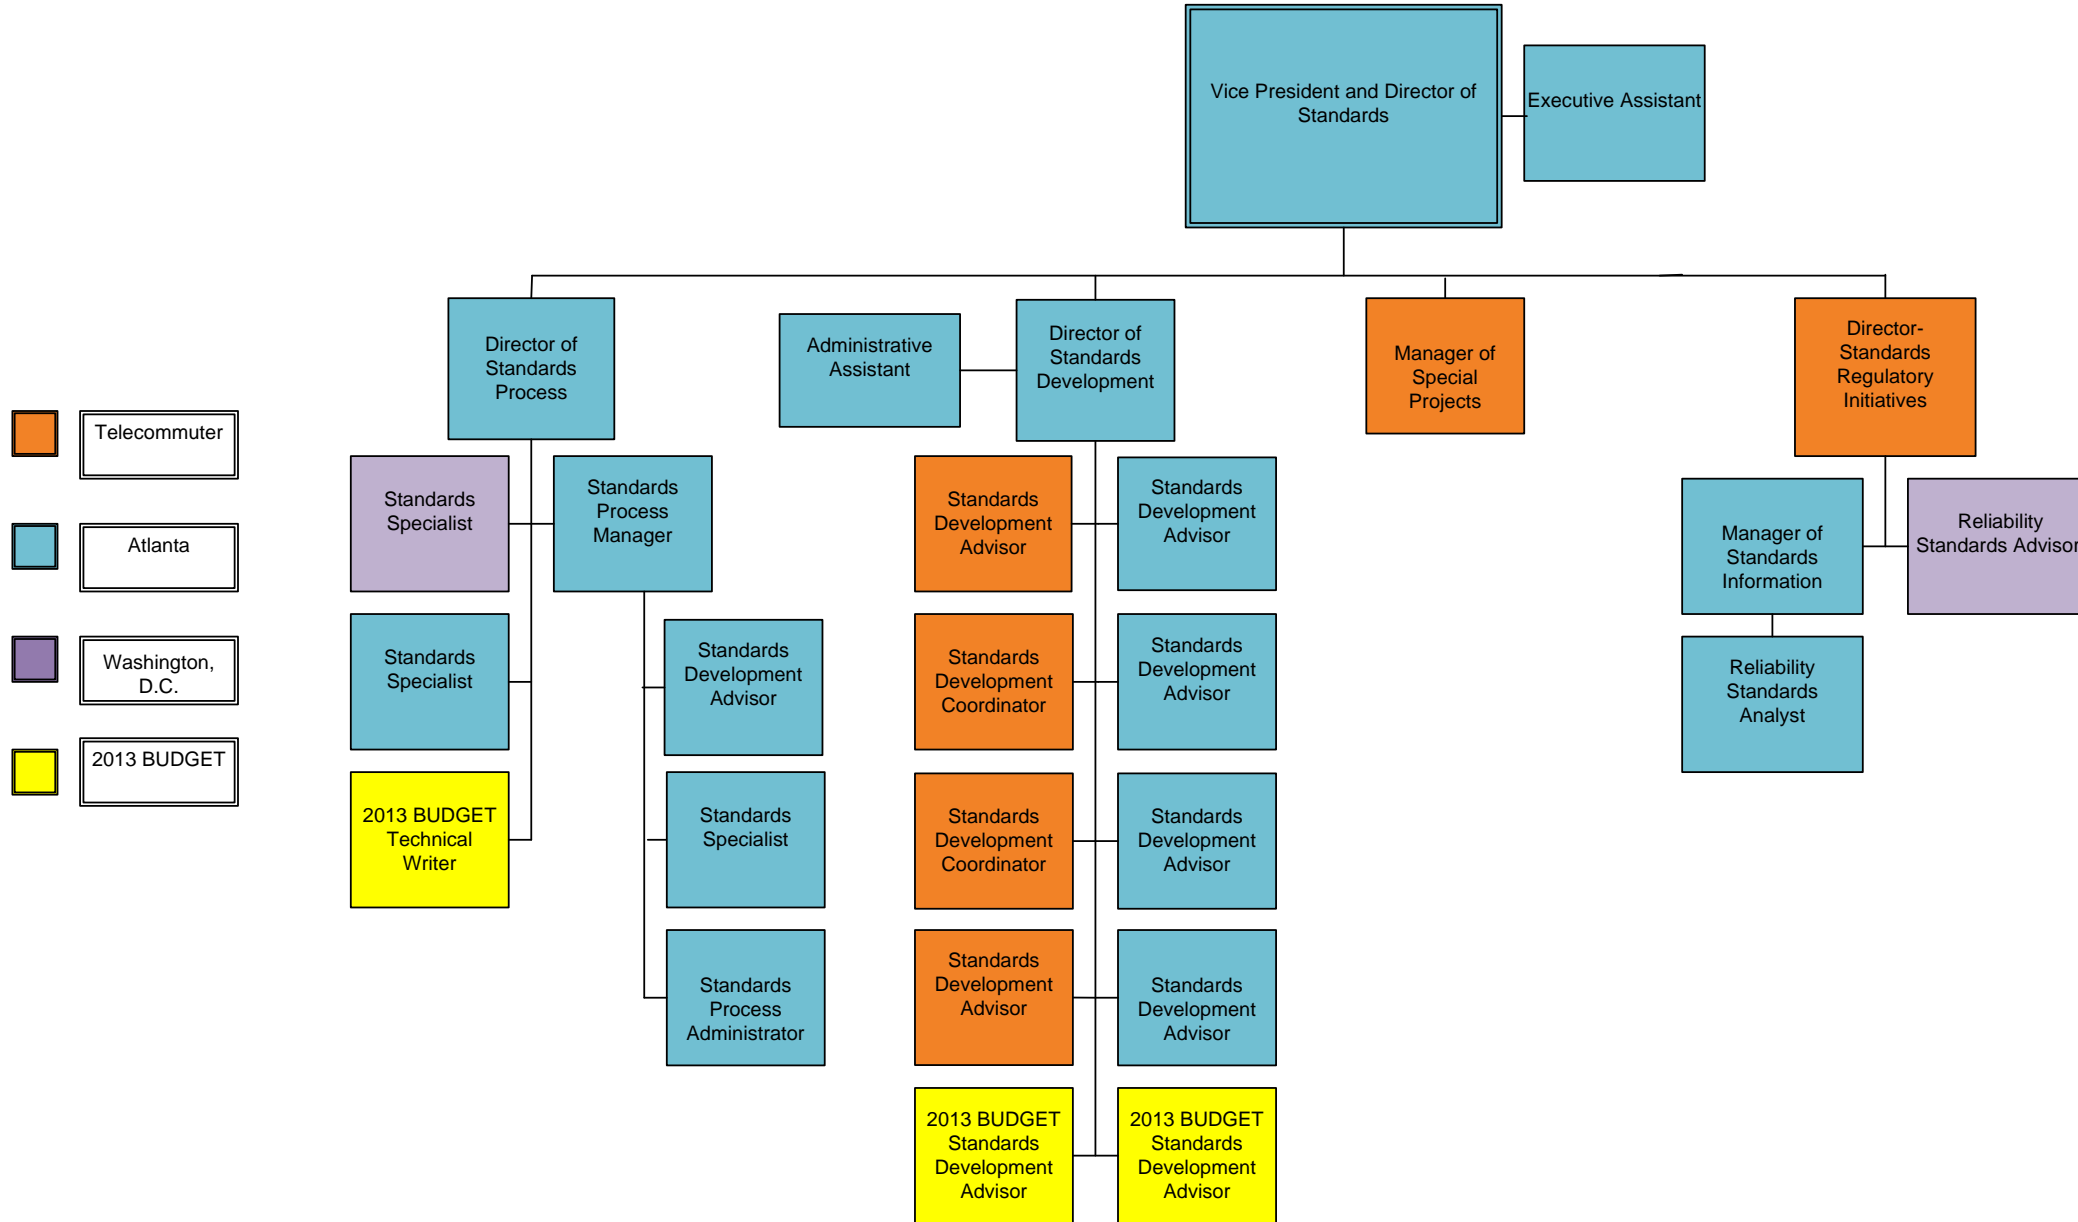 Vice President and Director of
Standards
Executive Assistant
Director of
Standards
Process
Administrative
Assistant
Director of
Standards
Development
Manager of
Special
Projects
Director-
Standards
Regulatory
Initiatives
Telecommuter
Atlanta
Washington,
D.C.
2013 BUDGET
Standards
Specialist
Standards
Process
Manager
Standards
Specialist
2013 BUDGET
Technical
Writer
Standards
Development
Advisor
Standards
Specialist
Standards
Process
Administrator
Standards
Development
Advisor
Standards
Development
Advisor
Standards
Development
Coordinator
Standards
Development
Advisor
Standards
Development
Coordinator
Standards
Development
Advisor
Standards
Development
Advisor
Standards
Development
Advisor
2013 BUDGET
Standards
Development
Advisor
2013 BUDGET
Standards
Development
Advisor
Manager of
Standards
Information
Reliability
Standards Advisor
Reliability
Standards
Analyst